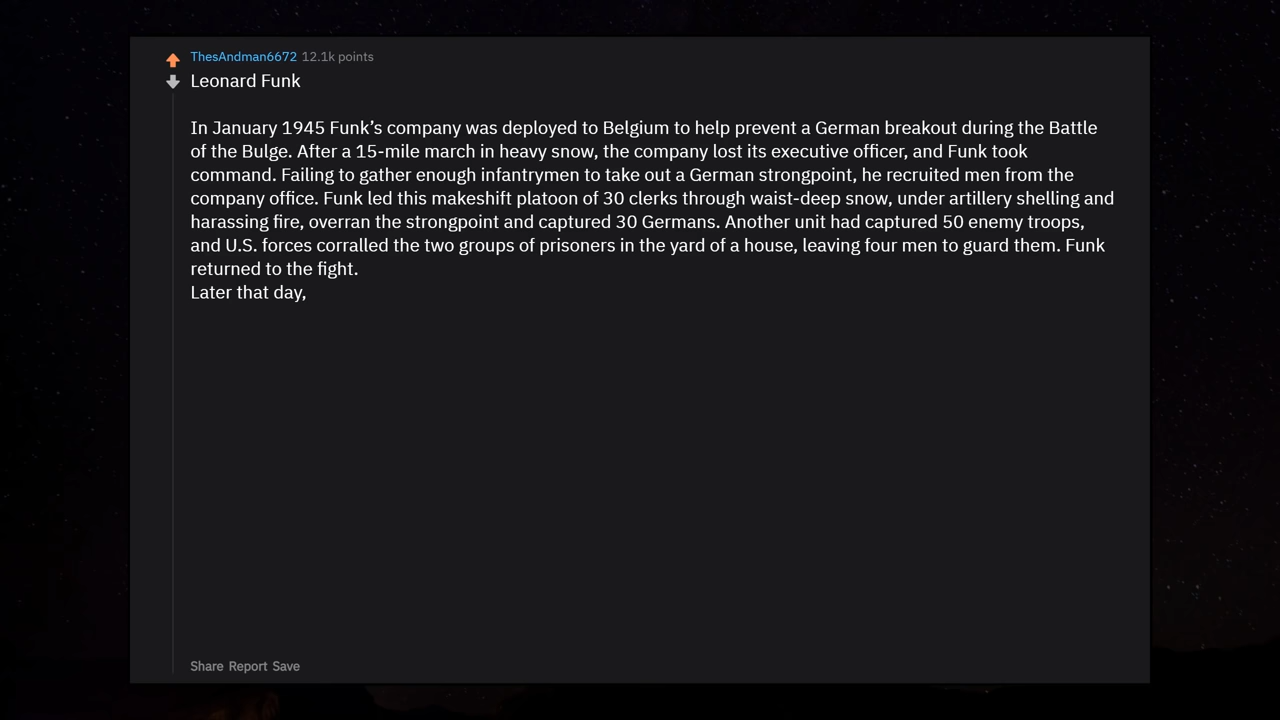 ThesAndman6672 12.1k points
Leonard Funk
In January 1945 Funk’s company was deployed to Belgium to help prevent a German breakout during the Battle
of the Bulge. After a 15-mile march in heavy snow, the company lost its executive officer, and Funk took
command. Failing to gather enough infantrymen to take out a German strongpoint, he recruited men from the
company office. Funk led this makeshift platoon of 30 clerks through waist-deep snow, under artillery shelling and
harassing fire, overran the strongpoint and captured 30 Germans. Another unit had captured 50 enemy troops,
and U.S. forces corralled the two groups of prisoners in the yard of a house, leaving four men to guard them. Funk
returned to the fight.
Later that day,
Share Report Save